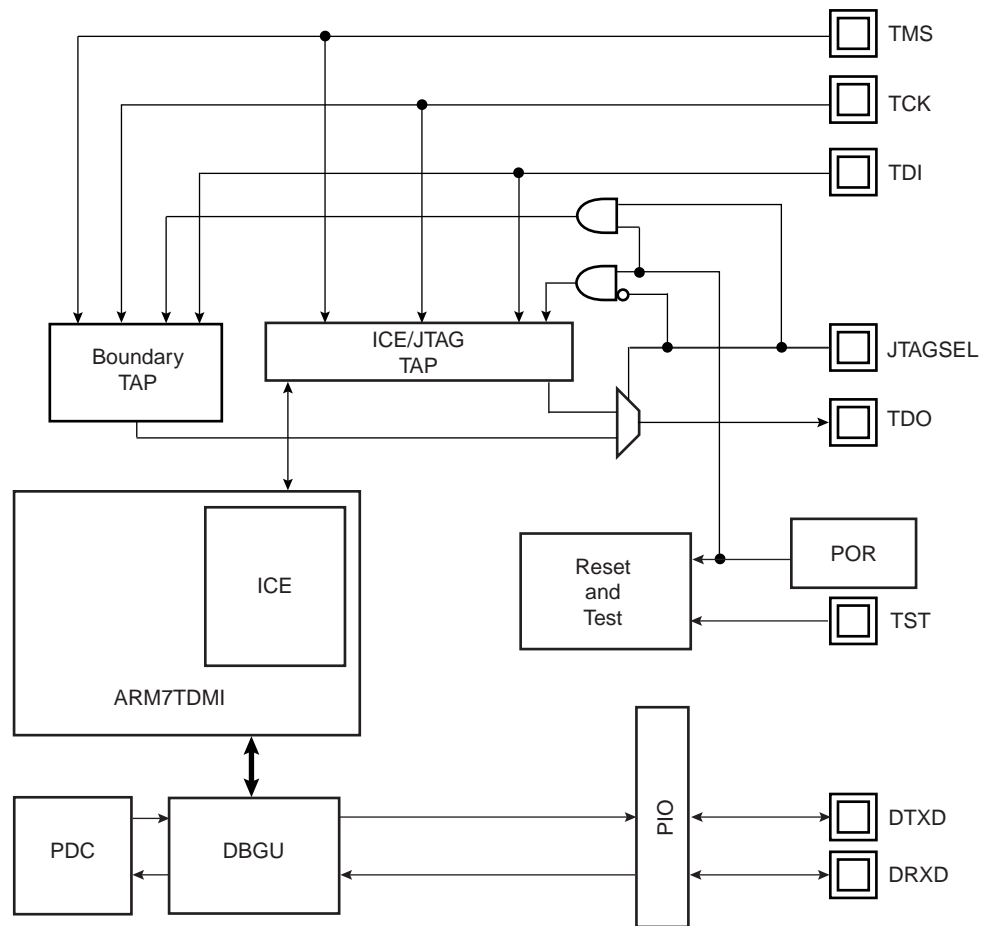 TMS
TCK
TDI
Boundary
TAP
ICE/JTAG
TAP
JTAGSEL
TDO
Reset
and
Test
POR
TST
ICE
ARM7TDMI
PDC
DBGU
PIO
DTXD
DRXD